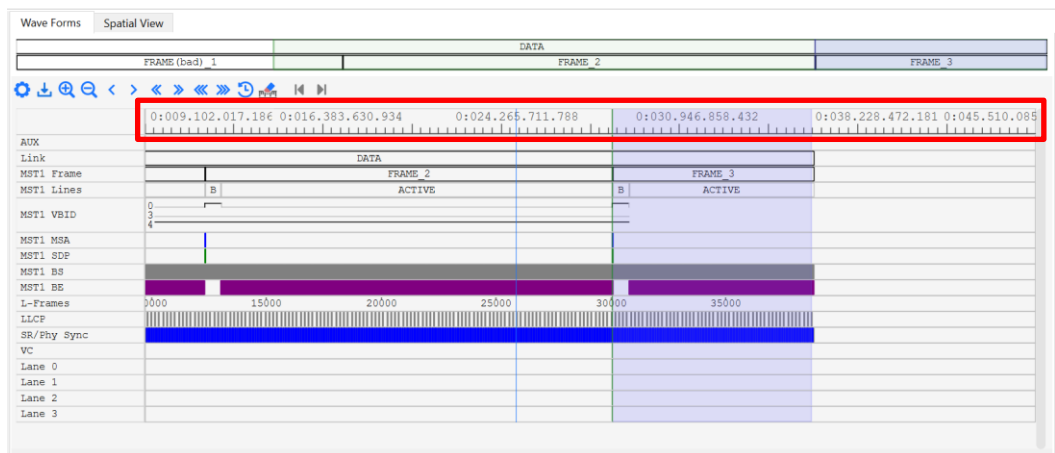 Wave Forms Spatial View
DATA
FRAME(bad)_1 FRAME_2 FRAME_3
0:009.102.017.186 0:016.383.630.934 0:024.265.711.788 0:030.946.858.432 0:038.228.472.181 0:045.510.085
AUX
Link DATA
MST1 Frame FRAME_2 FRAME_3
MST1 Lines B ACTIVE B ACTIVE
0
MST1 VBID 3
4
MST1 MSA
MST1 SDP
MST1 BS
MST1 BE
L-Frames 0000 15000 20000 25000 30000 35000
LLCP
SR/Phy Sync
VC
Lane 0
Lane 1
Lane 2
Lane 3